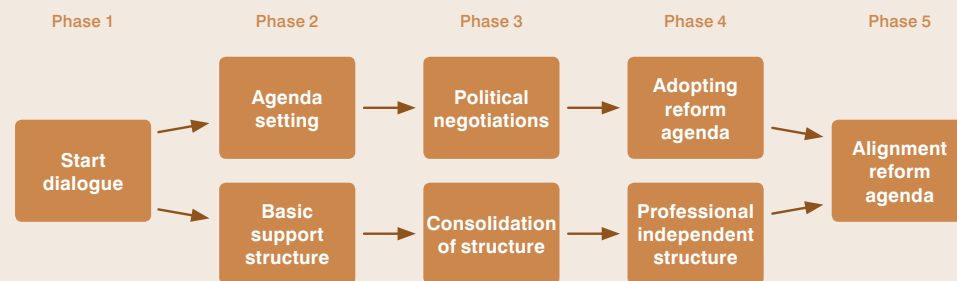 Phase 1
Phase 2
Phase 3
Phase 4
Phase 5
Start
dialogue
Agenda
setting
Political
negotiations
Adopting
reform
agenda
Basic
support
structure
Consolidation
of structure
Professional
independent
structure
Alignment
reform
agenda